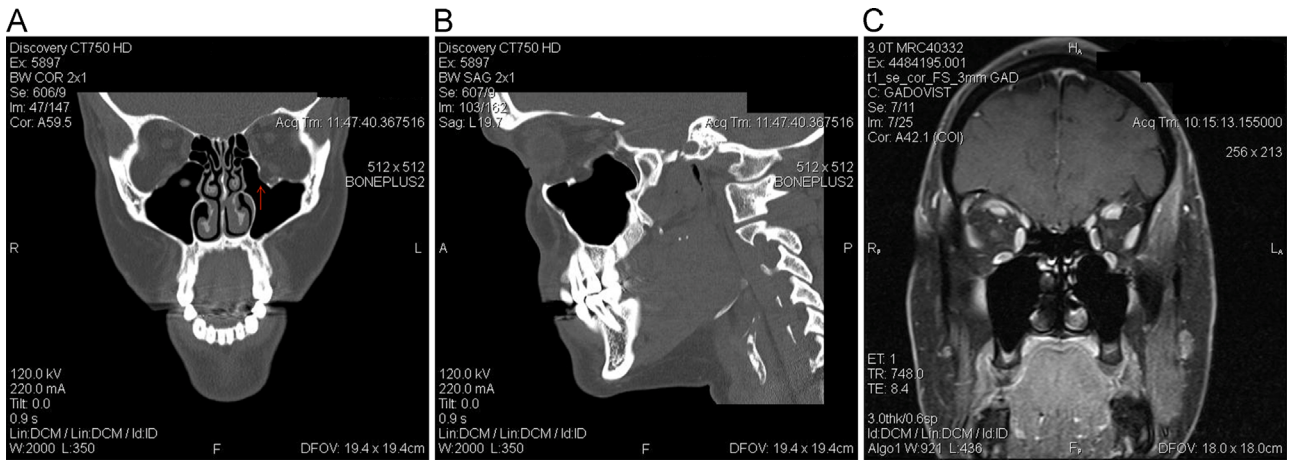 A
Discovery CT750 HD
Ex: 5897
BW COR 2x1
Se: 606/9
Im: 47/147
Cor: A59.5
Acq Tm: 11:47:40.367516
512 x 512
BONEPLUS2
R
L
120.0 kV
220.0 mA
Tilt: 0.0
0.9 s
Lin:DCM / Lin:DCM / Id:ID
W:2000 L:350
F
DFOV: 19.4 x 19.4cm
B
Discovery CT750 HD
Ex: 5897
BW SAG 2x1
Se: 607/9
Im: 103/162
Sag: L19.7
Acq Tm: 11:47:40.367516
512 x 512
BONEPLUS2
A
P
120.0 kV
220.0 mA
Tilt: 0.0
0.9 s
Lin:DCM / Lin:DCM / Id:ID
W:2000 L:350
F
DFOV: 19.4 x 19.4cm
C
3.0T MRC40332
Ex: 4484195.001
t1_se_cor_FS_3mm GAD
C: GADOVIST
Se: 7/11
Im: 7/25
Cor: A42.1 (COI)
HA
Acq Tm: 10:15:13.155000
256 x 213
RP
LA
ET: 1
TR: 748.0
TE: 8.4
3.0thk/0.6sp
Id:DCM / Lin:DCM / Id:ID
Algo1 W:921 L:436
FP
DFOV: 18.0 x 18.0cm